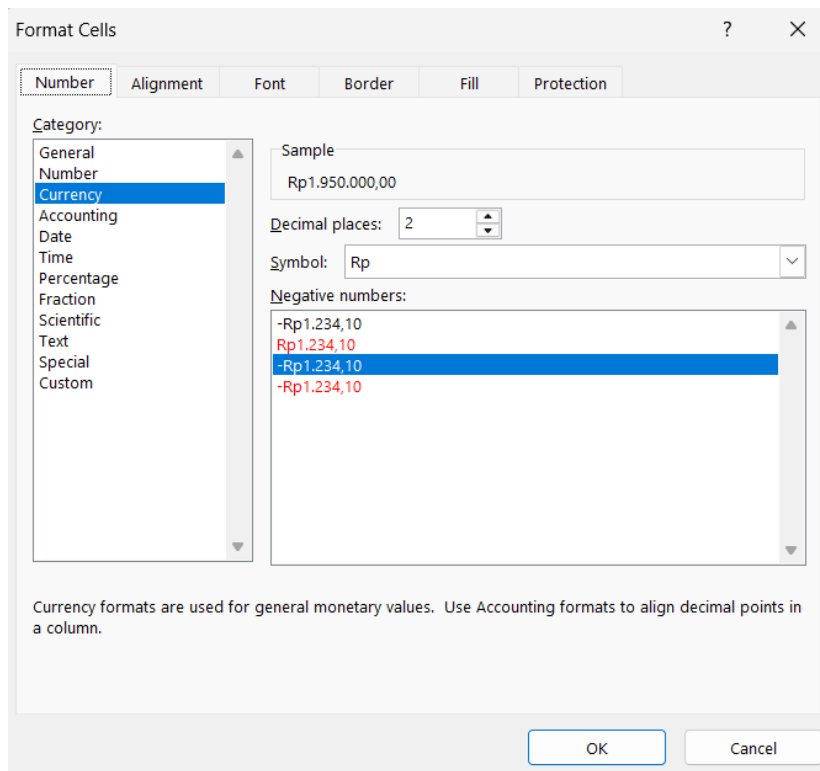 Format Cells ?
Number Alignment Font Border Fill Protection
Category:
General
Number
Currency
Accounting
Date
Time
Percentage
Fraction
Scientific
Text
Special
Custom
Sample
Rp1.950.000,00
Decimal places: 2
Symbol: Rp
Negative numbers:
-Rp1.234,10
Rp1.234,10
-Rp1.234,10
-Rp1.234,10
Currency formats are used for general monetary values.  Use Accounting formats to align decimal points in
a column.
OK Cancel